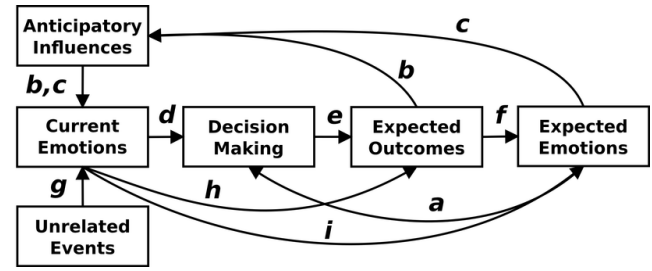 Anticipatory
Influences
c
b
b,c
Current
Emotions
d
Decision
Making
e
Expected
Outcomes
f
Expected
Emotions
g
h
a
i
Unrelated
Events